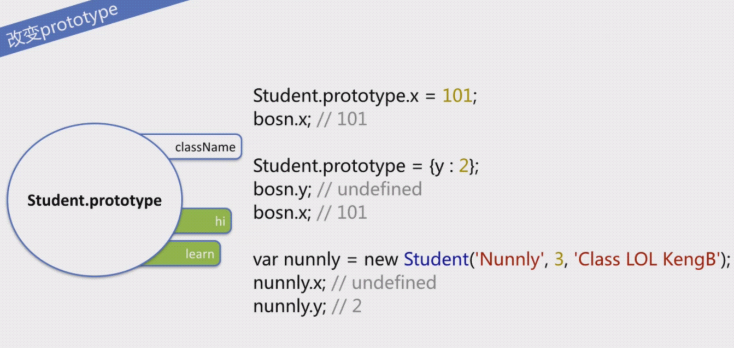 改变prototype
Student.prototype.x = 101;
bosn.x; // 101
className
Student.prototype = {y : 2};
Student.prototype
bosn.y; // undefined
bosn.x; // 101
hi
learn
var nunnly = new Student('Nunnly', 3, 'Class LOL KengB');
nunnly.x; // undefined
nunnly.y; // 2